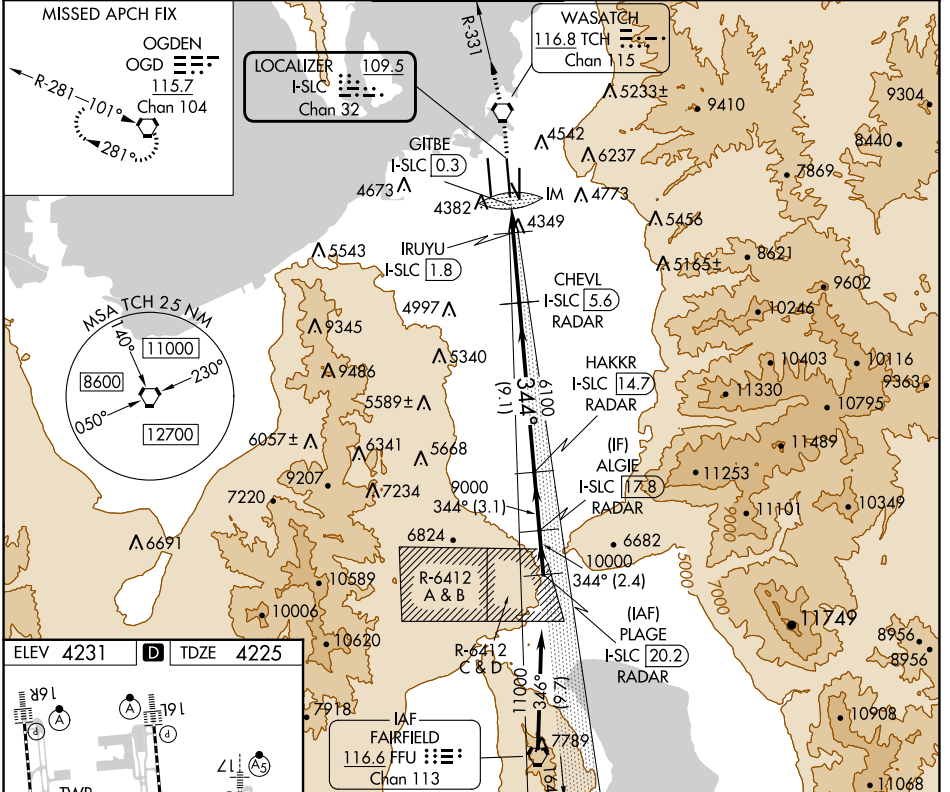 MISSED APCH FIX
OGDEN
OGD
115.7
Chan 104
R-281
101°
281°
LOCALIZER 109.5
I-SLC
Chan 32
R-331
WASATCH
116.8 TCH
Chan 115
5233±
9410
9304
8440
4542
6237
7869
GITBE
I-SLC 0.3
4673
4382
IM
4773
4349
5456
IRUYU
I-SLC 1.8
5543
5165±
8621
9602
CHEVL
I-SLC 5.6
RADAR
4997
10246
MSA TCH 25 NM
140°
11000
8600
230°
050°
12700
9345
9486
5340
5589±
344°
(9.1)
6100
HAKKR
I-SLC 14.7
RADAR
10403
10116
9363
11330
10795
6057±
6341
5668
(IF)
ALGIE
I-SLC 17.8
RADAR
11489
11253
9207
7220
7234
9000
344° (3.1)
11101
10349
6691
6824
6682
10000
344° (2.4)
5000
9000
R-6412
A & B
R-6412
C & D
10589
10006
10620
(IAF)
PLAGE
I-SLC 20.2
RADAR
11749
8956
8956
11000
346°
(9.7)
ELEV 4231
D
TDZE 4225
16R
A
P
A
16L
P
17
A5
TWR
7918
IAF
FAIRFIELD
116.6 FFU
Chan 113
7789
10908
11068